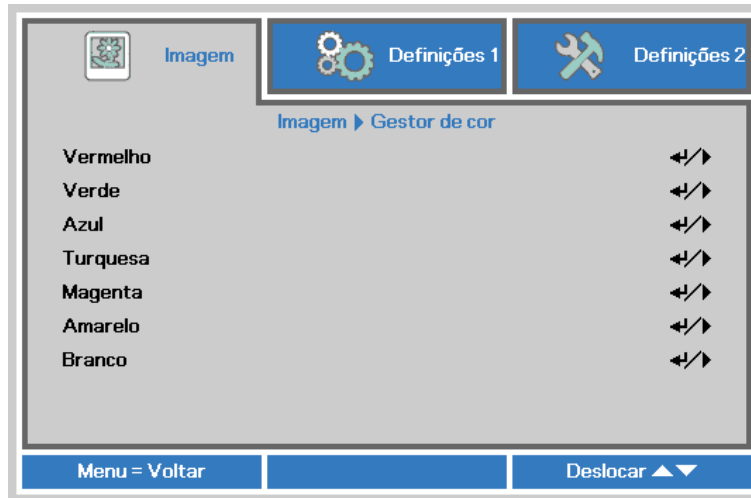 Imagem
Definições 1
Definições 2
Imagem Gestor de cor
Vermelho
Verde
Azul
Turquesa
Magenta
Amarelo
Branco
Menu = Voltar
Deslocar